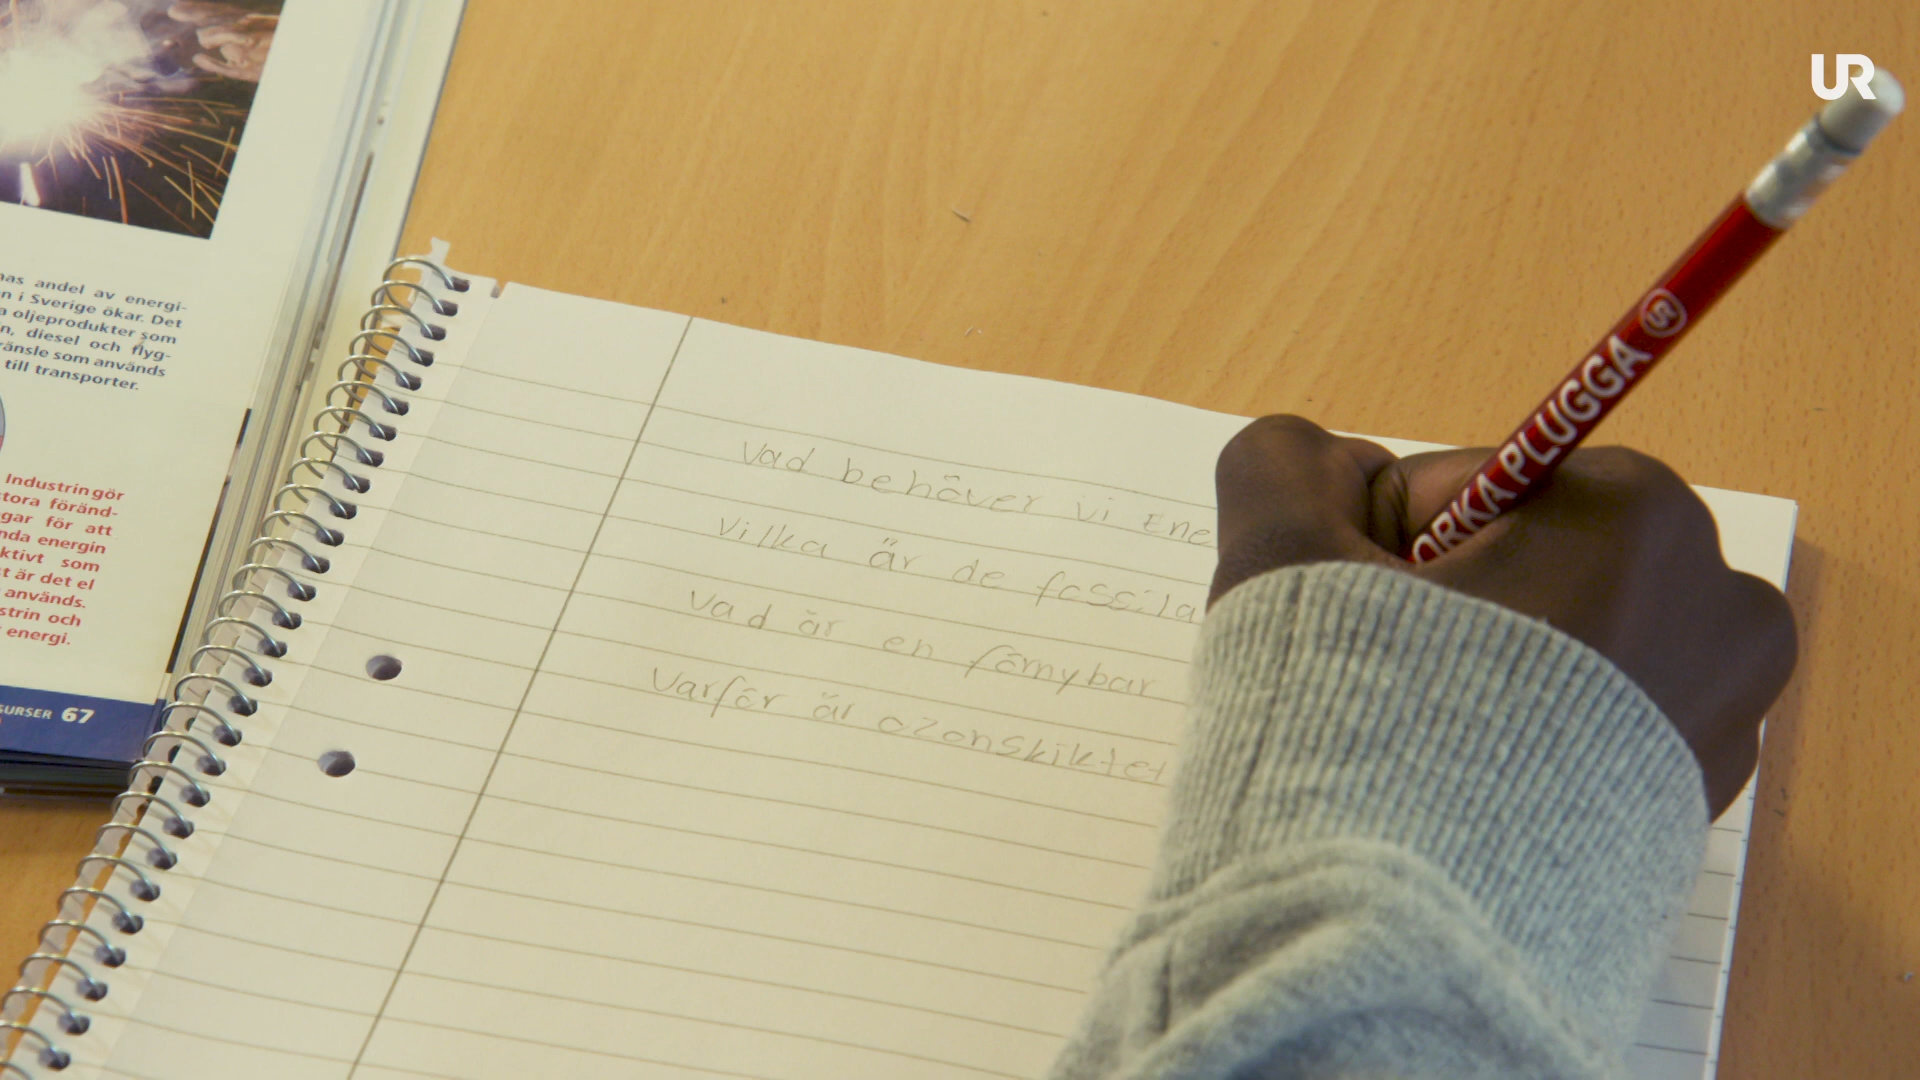 UR
ORKA PLUGGA UR
nas andel av energi-
n i Sverige ökar. Det
a oljeprodukter som
n, diesel och flyg-
ränsle som används
till transporter.
Industrin gör
stora föränd-
gar för att
nda energin
ktivt som
t är det el
används.
strin och
energi.
SURSER 67
Vad behöver vi Ene
Vilka är de fossila
Vad är en förnybar
Varför är ozonskiktet